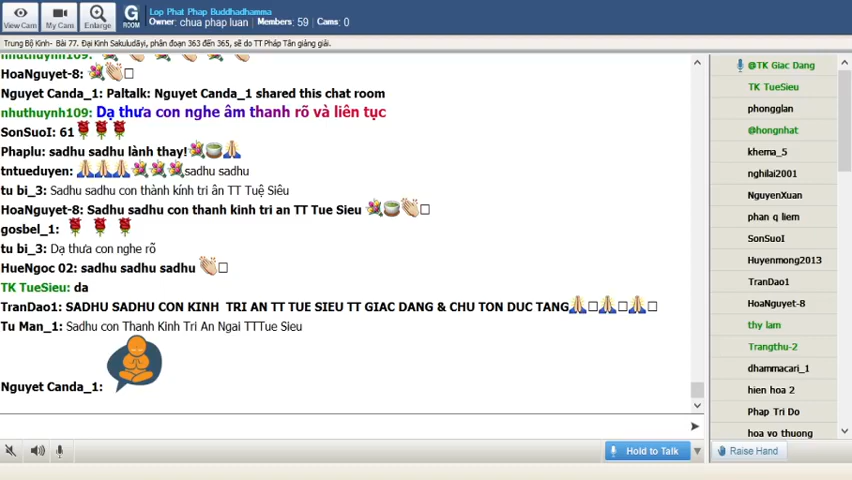 View Cam
My Cam
Enlarge
G
ROOM
Lop Phat Phap Buddhadhamma
Owner: chua phap luan Members: 59 Cams: 0
Trung Bộ Kinh- Bài 77. Đại Kinh Sakuludāyi, phân đoạn 363 đến 365, sẽ do TT Pháp Tân giảng giải.
nhuthuynh109:
HoaNguyet-8:
Nguyet Canda_1: Paltalk: Nguyet Canda_1 shared this chat room
nhuthuynh109: Dạ thưa con nghe âm thanh rõ và liên tục
SonSuoI: 61
Phaplu: sadhu sadhu lành thay!
tntueduyen: sadhu sadhu
tu bi_3: Sadhu sadhu con thành kính tri ân TT Tuệ Siêu
HoaNguyet-8: Sadhu sadhu con thanh kinh tri an TT Tue Sieu
gosbel_1:
tu bi_3: Dạ thưa con nghe rõ
HueNgoc 02: sadhu sadhu sadhu
TK TueSieu: da
TranDao1: SADHU SADHU CON KINH TRI AN TT TUE SIEU TT GIAC DANG & CHU TON DUC TANG
Tu Man_1: Sadhu con Thanh Kinh Tri An Ngai TTTue Sieu
Nguyet Canda_1:
Hold to Talk
@TK Giac Dang
TK TueSieu
phongglan
@hongnhat
khema_5
nghilai2001
NguyenXuan
phan q liem
SonSuoI
Huyenmong2013
TranDao1
HoaNguyet-8
thy lam
Trangthu-2
dhammacari_1
hien hoa 2
Phap Tri Do
hoa vo thuong
Raise Hand